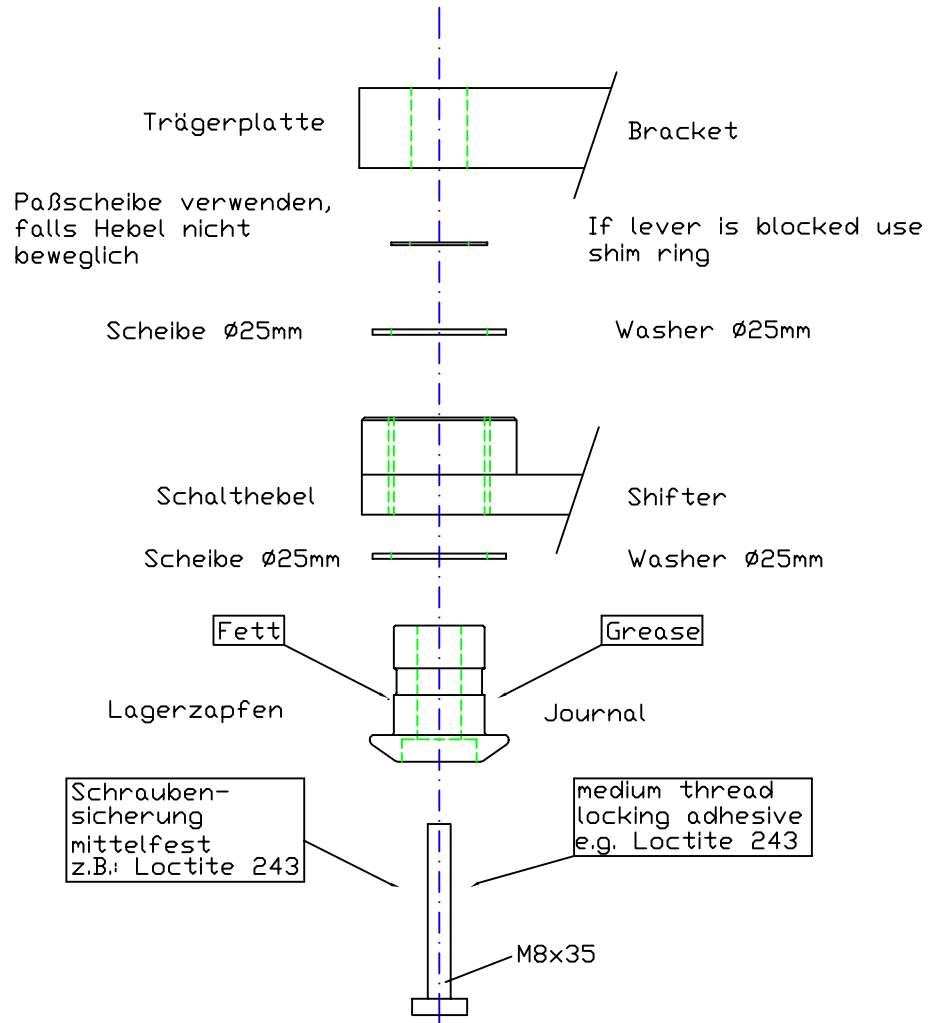 Trägerplatte
Bracket
Paßscheibe verwenden,
falls Hebel nicht
beweglich
If lever is blocked use
shim ring
Scheibe Ø25mm
Washer Ø25mm
Schalthebel
Shifter
Scheibe Ø25mm
Washer Ø25mm
Fett
Grease
Lagerzapfen
Journal
Schrauben-
sicherung
mittelfest
z.B.: Loctite 243
medium thread
locking adhesive
e.g. Loctite 243
M8x35